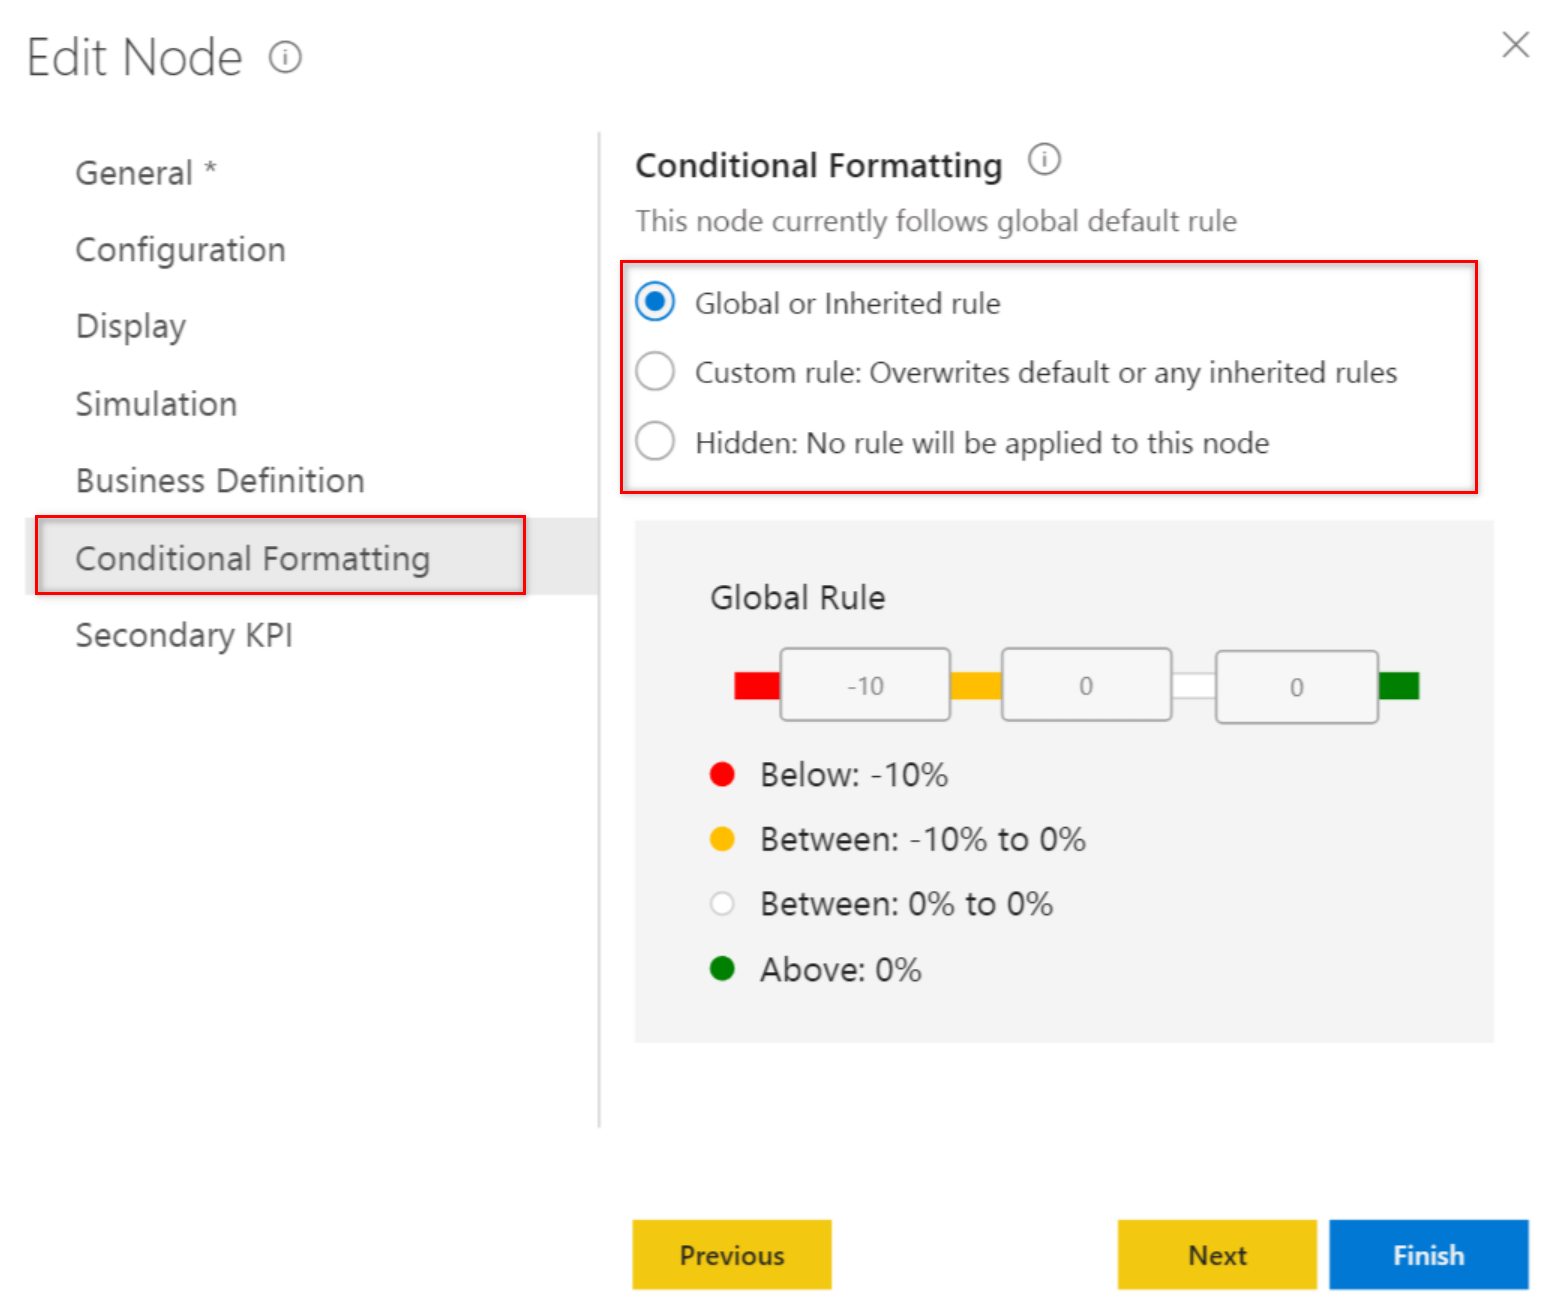 Edit Node
General *
Configuration
Display
Simulation
Business Definition
Conditional Formatting
Secondary KPI
Conditional Formatting
This node currently follows global default rule
Global or Inherited rule
Custom rule: Overwrites default or any inherited rules
Hidden: No rule will be applied to this node
Global Rule
-10 0 0
Below: -10%
Between: -10% to 0%
Between: 0% to 0%
Above: 0%
Previous Next Finish